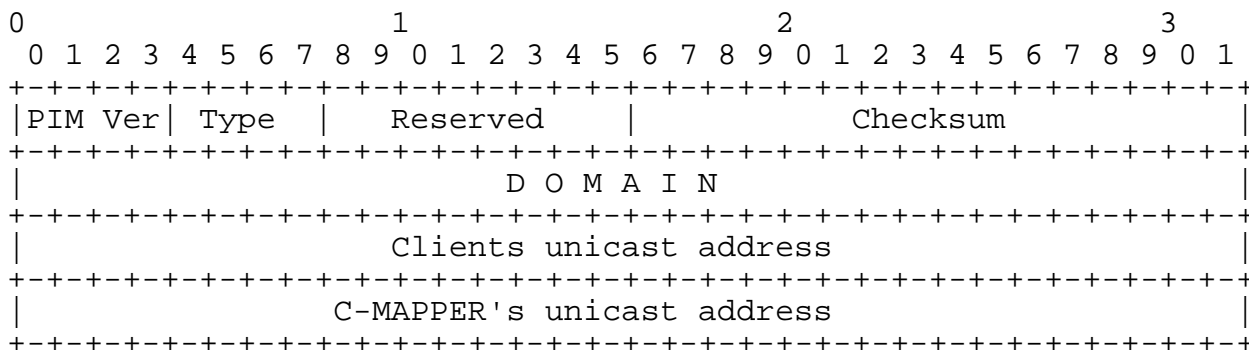 0                   1                   2                   3
 0 1 2 3 4 5 6 7 8 9 0 1 2 3 4 5 6 7 8 9 0 1 2 3 4 5 6 7 8 9 0 1
+-+-+-+-+-+-+-+-+-+-+-+-+-+-+-+-+-+-+-+-+-+-+-+-+-+-+-+-+-+-+-+-+
|PIM Ver| Type  |   Reserved    |           Checksum            |
+-+-+-+-+-+-+-+-+-+-+-+-+-+-+-+-+-+-+-+-+-+-+-+-+-+-+-+-+-+-+-+-+
|                         D O M A I N                           |
+-+-+-+-+-+-+-+-+-+-+-+-+-+-+-+-+-+-+-+-+-+-+-+-+-+-+-+-+-+-+-+-+
|                   Clients unicast address                     |
+-+-+-+-+-+-+-+-+-+-+-+-+-+-+-+-+-+-+-+-+-+-+-+-+-+-+-+-+-+-+-+-+
|                C-MAPPER's unicast address                     |
+-+-+-+-+-+-+-+-+-+-+-+-+-+-+-+-+-+-+-+-+-+-+-+-+-+-+-+-+-+-+-+-+